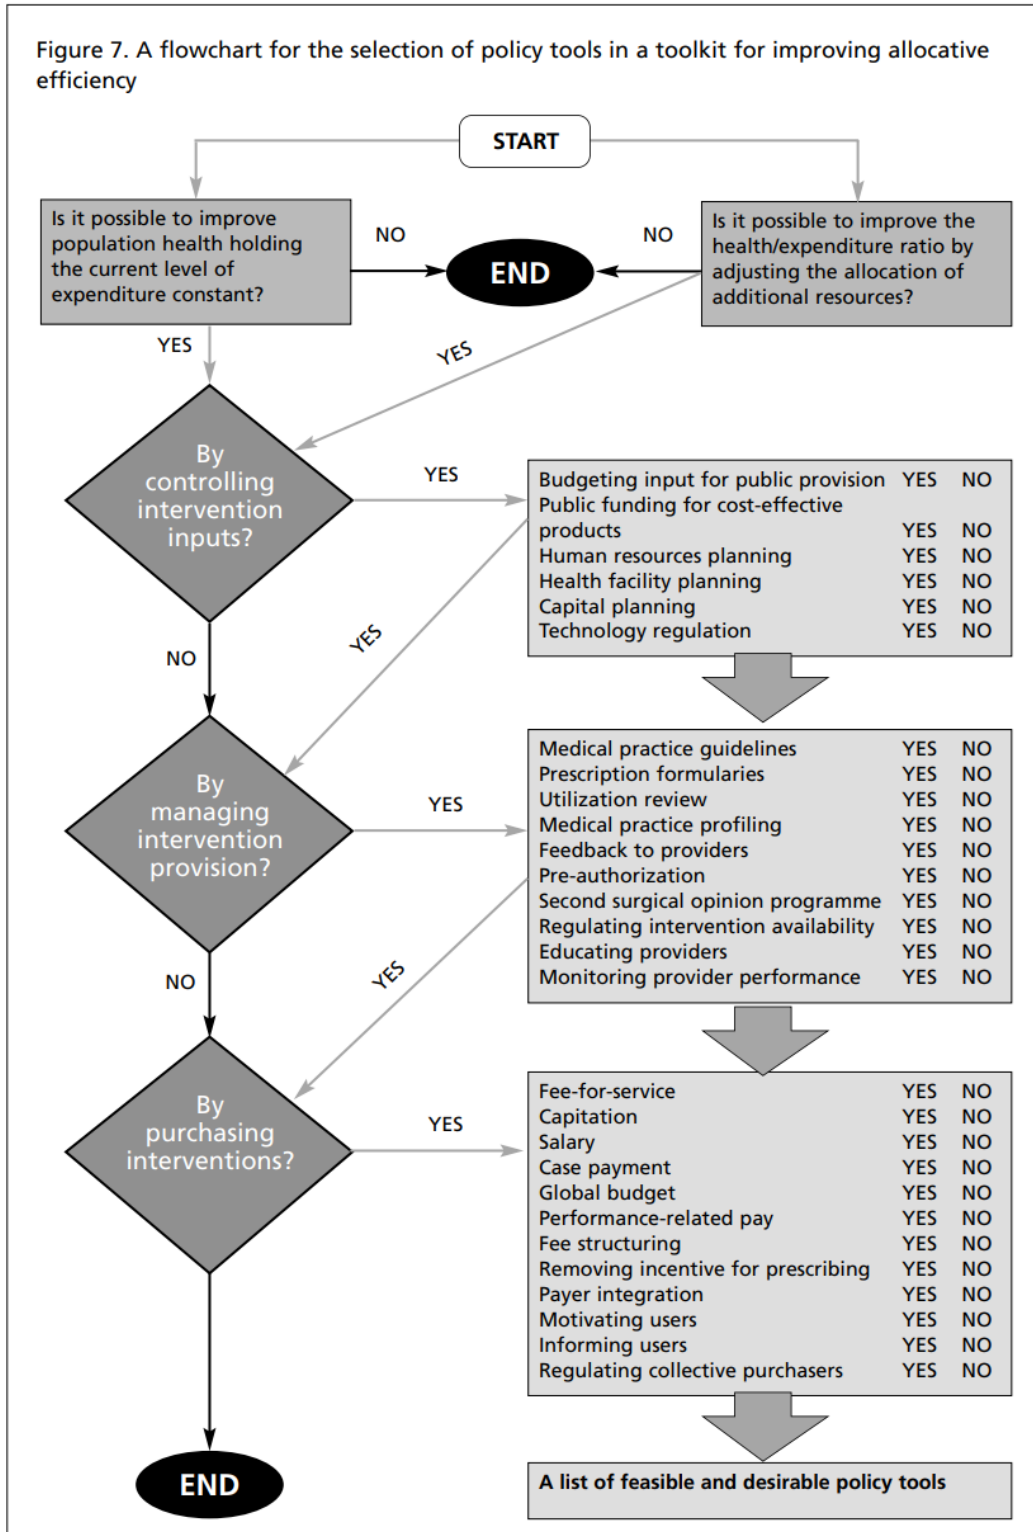 Figure 7. A flowchart for the selection of policy tools in a toolkit for improving allocative
efficiency
START
Is it possible to improve
population health holding
the current level of
expenditure constant?
NO
END
NO
Is it possible to improve the
health/expenditure ratio by
adjusting the allocation of
additional resources?
YES
YES
By
controlling
intervention
inputs?
YES
Budgeting input for public provision YES NO
Public funding for cost-effective
products YES NO
Human resources planning YES NO
Health facility planning YES NO
Capital planning YES NO
Technology regulation YES NO
NO
YES
By
managing
intervention
provision?
YES
Medical practice guidelines YES NO
Prescription formularies YES NO
Utilization review YES NO
Medical practice profiling YES NO
Feedback to providers YES NO
Pre-authorization YES NO
Second surgical opinion programme YES NO
Regulating intervention availability YES NO
Educating providers YES NO
Monitoring provider performance YES NO
NO
YES
By
purchasing
interventions?
YES
Fee-for-service YES NO
Capitation YES NO
Salary YES NO
Case payment YES NO
Global budget YES NO
Performance-related pay YES NO
Fee structuring YES NO
Removing incentive for prescribing YES NO
Payer integration YES NO
Motivating users YES NO
Informing users YES NO
Regulating collective purchasers YES NO
END
A list of feasible and desirable policy tools